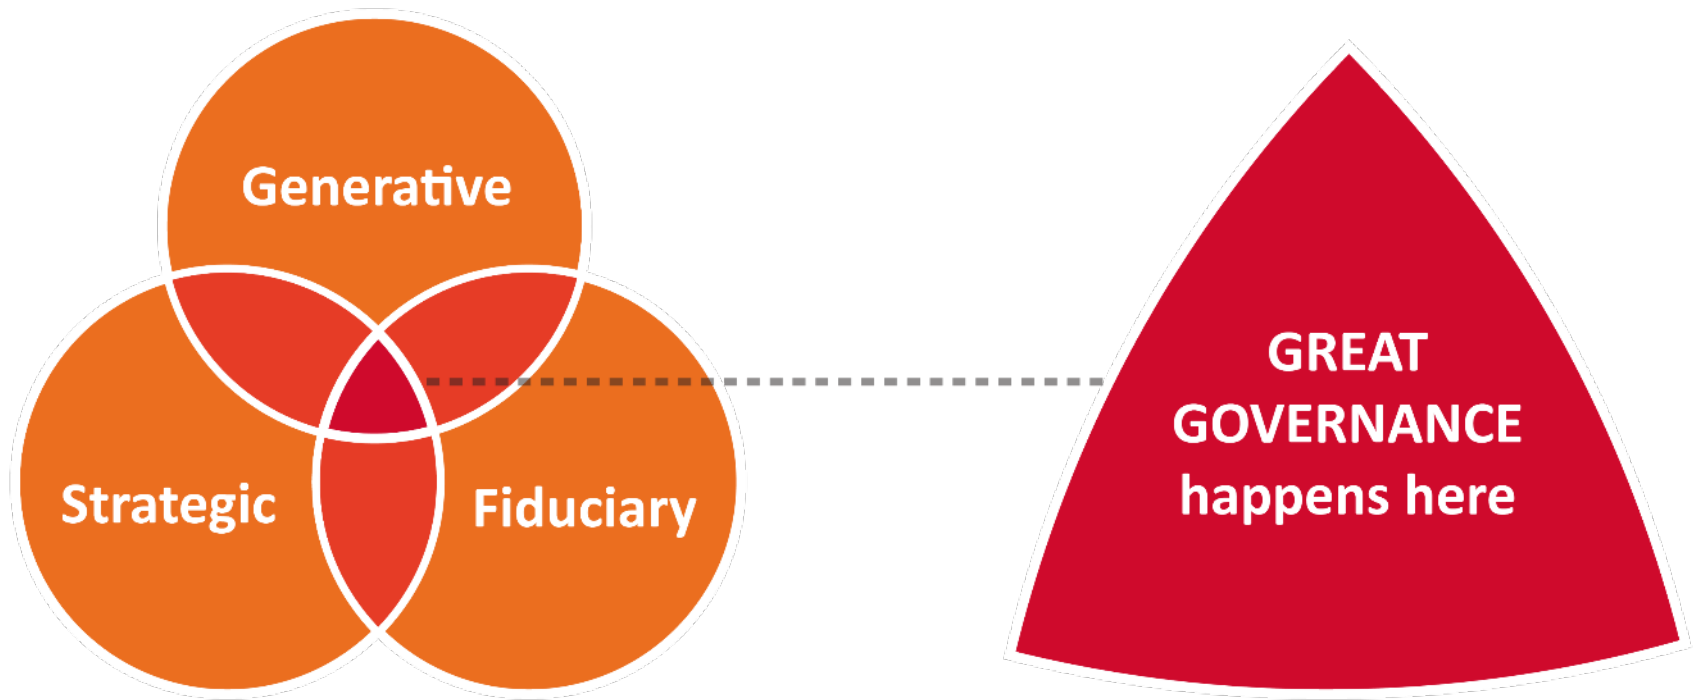 Generative
Strategic
Fiduciary
GREAT
GOVERNANCE
happens here